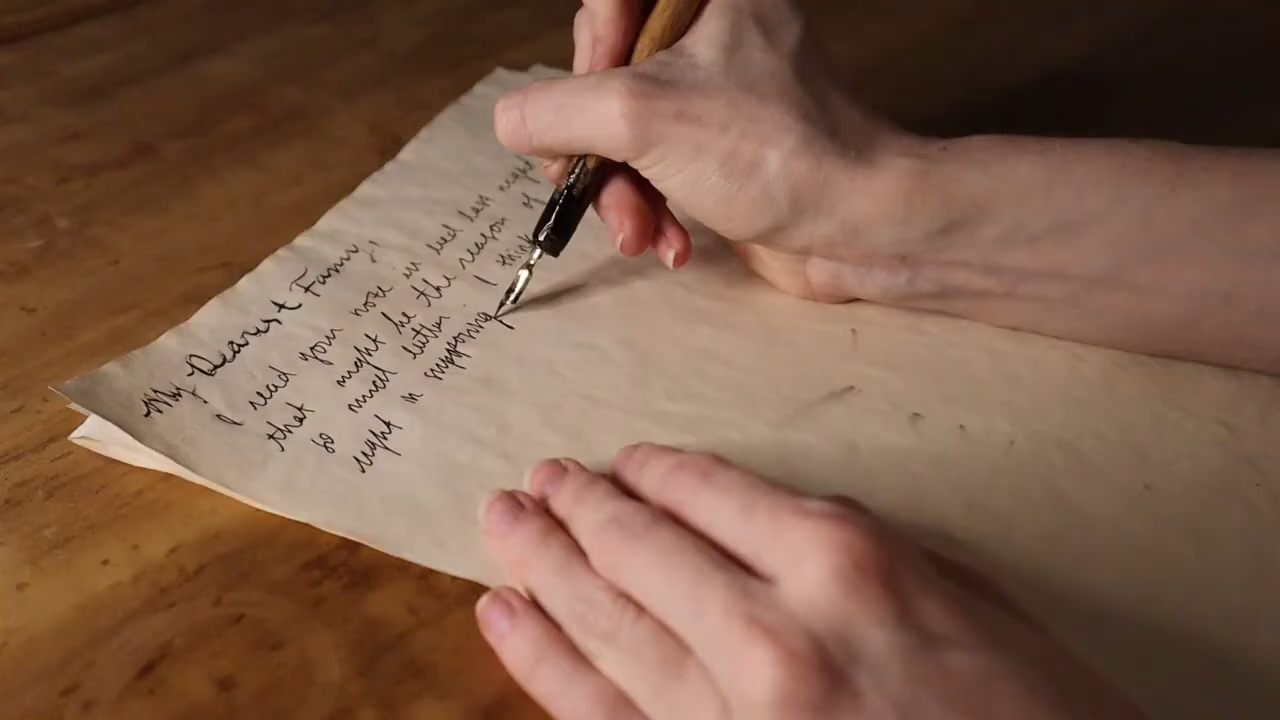 My Dearest Fanny,
I read your note in bed last night
that might be the reason of
so much better. I think
right in supposing